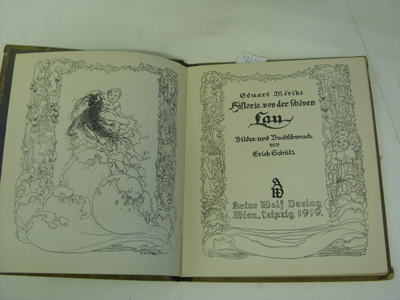 Eduard Mörike
Historie von der schönen
Lau
Bilder und Buchschmuck
von
Erich Schütz
AW
Artur Wolf Verlag
Wien, Leipzig 1919.